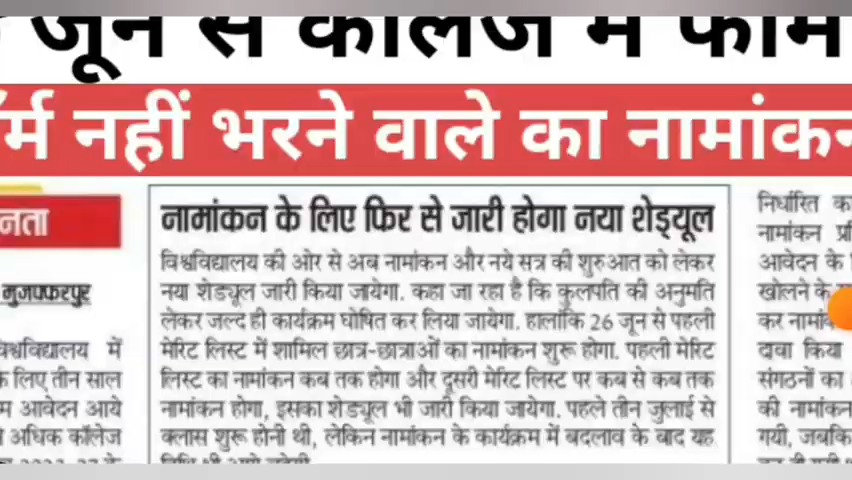 जून से कॉलेज में फॉर्म
र्म नहीं भरने वाले का नामांकन
नता
मुजफ्फरपुर
विश्वविद्यालय में
के लिए तीन साल
म आवेदन आये
अधिक कॉलेज
नामांकन के लिए फिर से जारी होगा नया शेड्यूल
विश्वविद्यालय की ओर से अब नामांकन और नये सत्र की शुरुआत को लेकर
नया शेड्यूल जारी किया जायेगा. कहा जा रहा है कि कुलपति की अनुमति
लेकर जल्द ही कार्यक्रम घोषित कर लिया जायेगा. हालांकि 26 जून से पहली
मेरिट लिस्ट में शामिल छात्र-छात्राओं का नामांकन शुरू होगा. पहली मेरिट
लिस्ट का नामांकन कब तक होगा और दूसरी मेरिट लिस्ट पर कब से कब तक
नामांकन होगा, इसका शेड्यूल भी जारी किया जायेगा. पहले तीन जुलाई से
क्लास शुरू होनी थी, लेकिन नामांकन के कार्यक्रम में बदलाव के बाद यह
निर्धारित क
नामांकन प्र
आवेदन के
खोलने के
कर नामां
दावा किया
संगठनों का
की नामांकन
गयी, जबकि